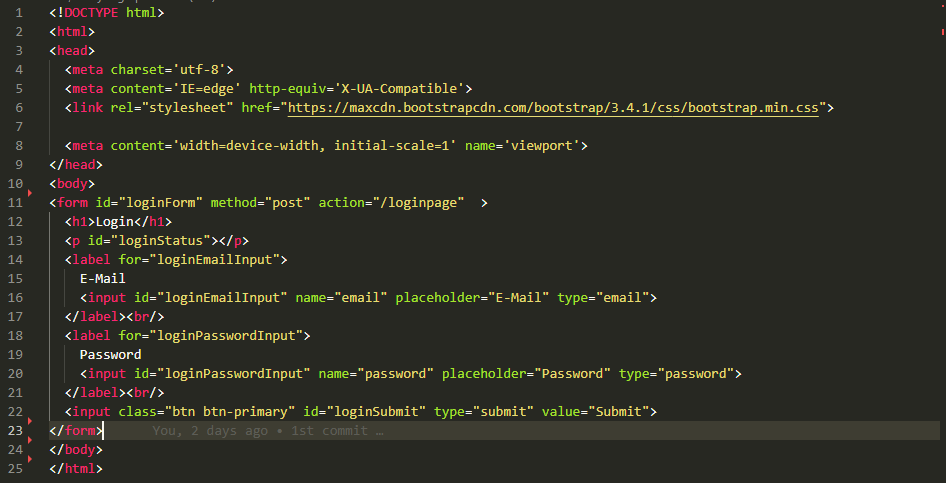 1 <!DOCTYPE html>
2 <html>
3 <head>
4   <meta charset='utf-8'>
5   <meta content='IE=edge' http-equiv='X-UA-Compatible'>
6   <link rel="stylesheet" href="https://maxcdn.bootstrapcdn.com/bootstrap/3.4.1/css/bootstrap.min.css">
7
8   <meta content='width=device-width, initial-scale=1' name='viewport'>
9 </head>
10 <body>
11 <form id="loginForm" method="post" action="/loginpage"  >
12   <h1>Login</h1>
13   <p id="loginStatus"></p>
14   <label for="loginEmailInput">
15     E-Mail
16     <input id="loginEmailInput" name="email" placeholder="E-Mail" type="email">
17   </label><br/>
18   <label for="loginPasswordInput">
19     Password
20     <input id="loginPasswordInput" name="password" placeholder="Password" type="password">
21   </label><br/>
22   <input class="btn btn-primary" id="loginSubmit" type="submit" value="Submit">
23 </form>      You, 2 days ago • 1st commit …
24 </body>
25 </html>